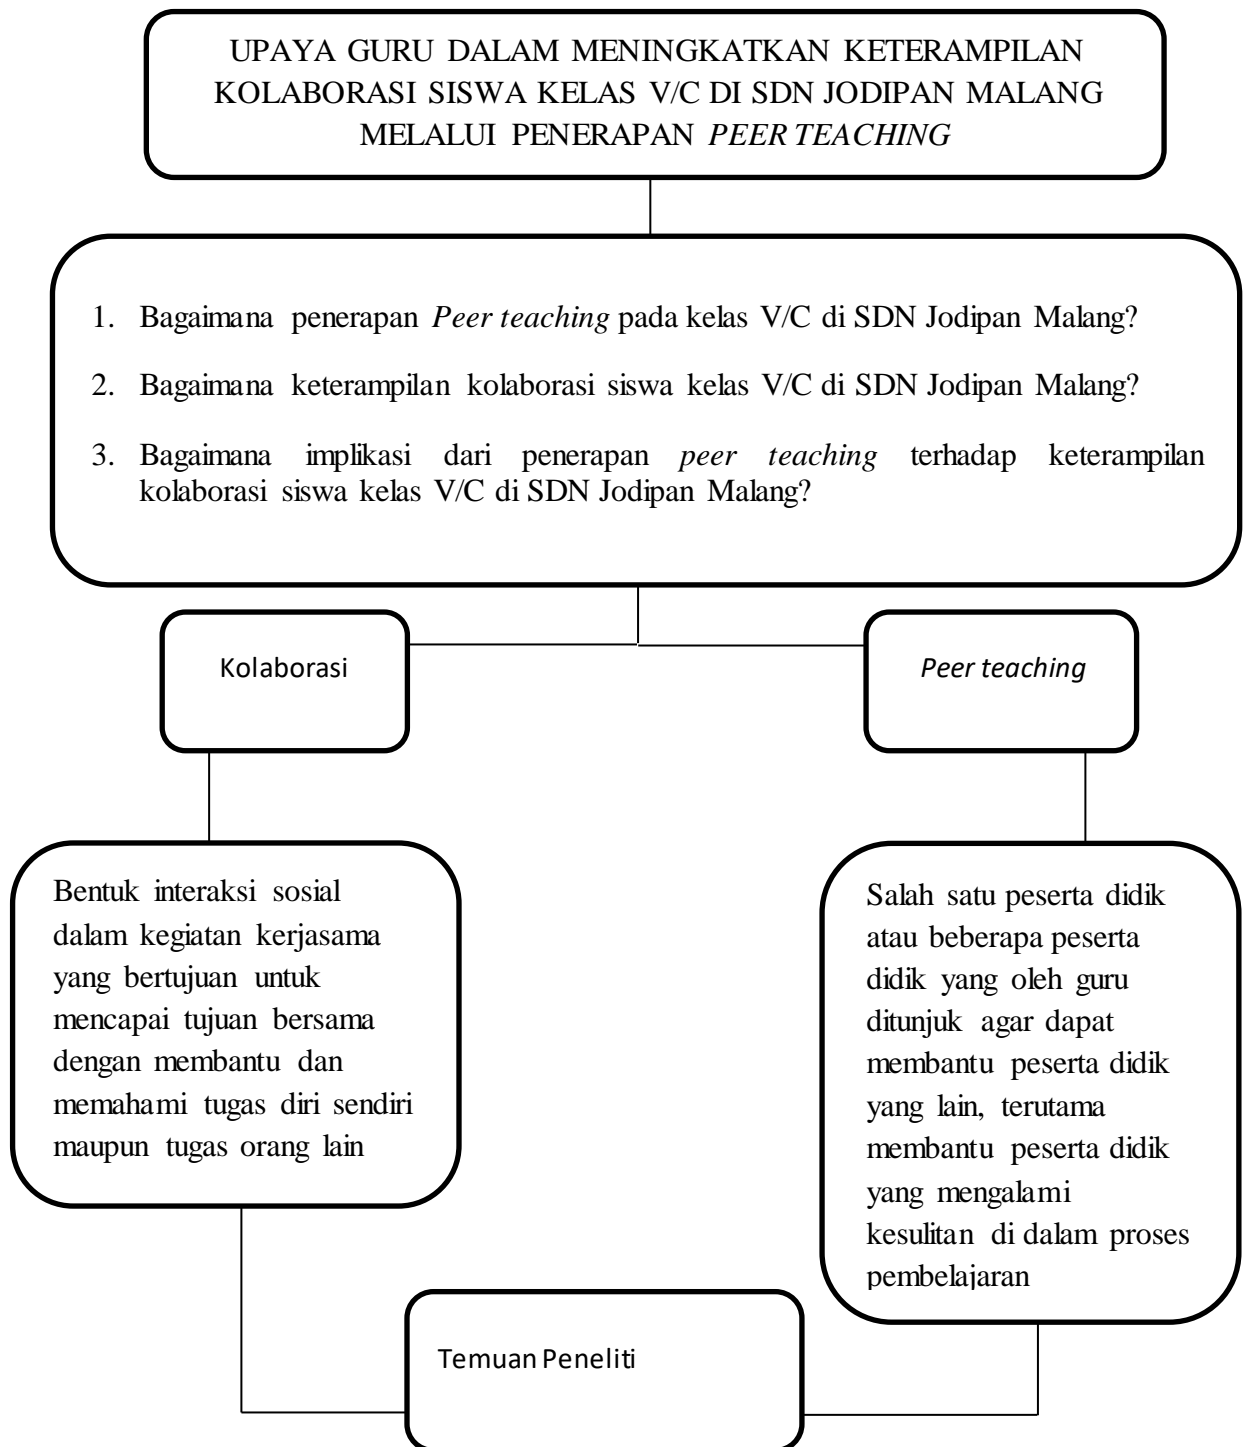 UPAYA GURU DALAM MENINGKATKAN KETERAMPILAN
KOLABORASI SISWA KELAS V/C DI SDN JODIPAN MALANG
MELALUI PENERAPAN PEER TEACHING
1. Bagaimana penerapan Peer teaching pada kelas V/C di SDN Jodipan Malang?
2. Bagaimana keterampilan kolaborasi siswa kelas V/C di SDN Jodipan Malang?
3. Bagaimana implikasi dari penerapan peer teaching terhadap keterampilan
kolaborasi siswa kelas V/C di SDN Jodipan Malang?
Kolaborasi
Peer teaching
Bentuk interaksi sosial
dalam kegiatan kerjasama
yang bertujuan untuk
mencapai tujuan bersama
dengan membantu dan
memahami tugas diri sendiri
maupun tugas orang lain
Salah satu peserta didik
atau beberapa peserta
didik yang oleh guru
ditunjuk agar dapat
membantu peserta didik
yang lain, terutama
membantu peserta didik
yang mengalami
kesulitan di dalam proses
pembelajaran
Temuan Peneliti